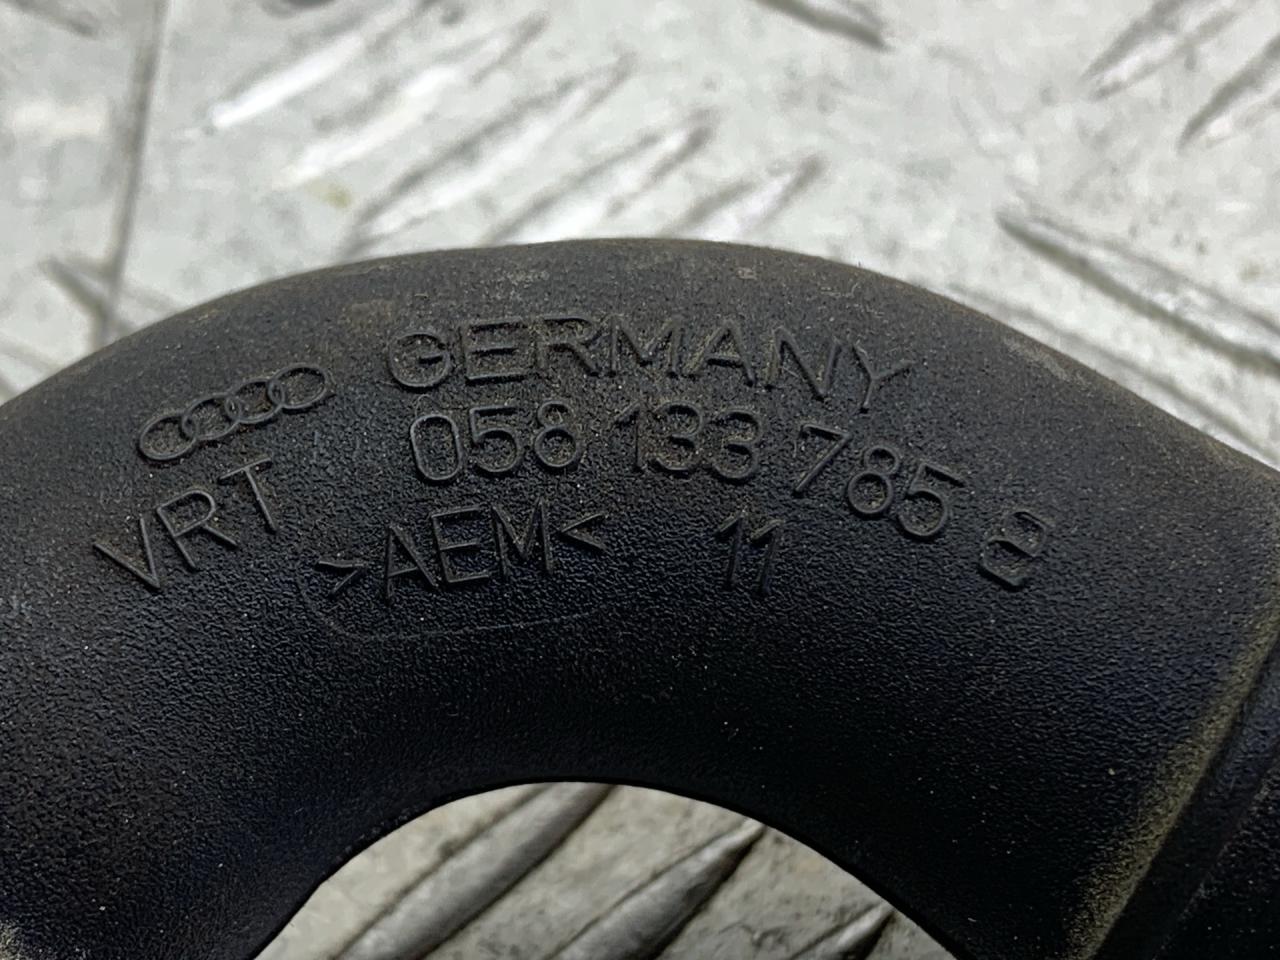 GERMANY
058 133 785 B
VRT
>AEM< 11